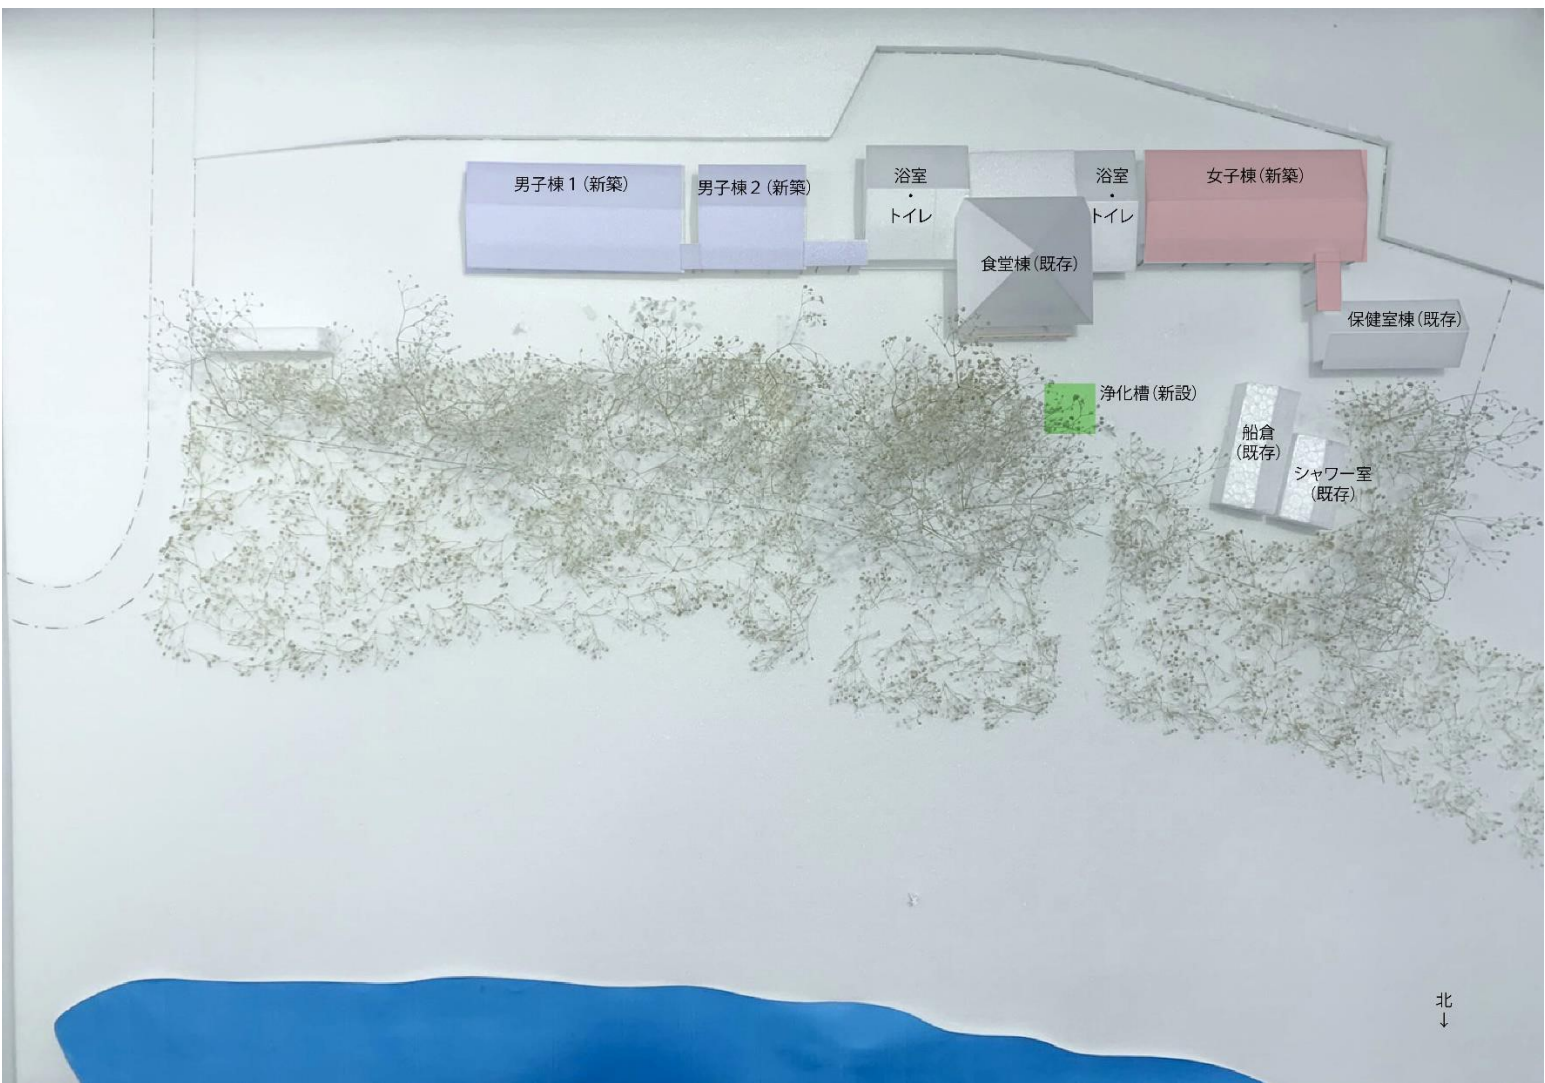 男子棟1(新築)
男子棟2(新築)
浴室
・
トイレ
浴室
・
トイレ
女子棟(新築)
食堂棟(既存)
保健室棟(既存)
浄化槽(新設)
船倉
(既存)
シャワー室
(既存)
北
↓